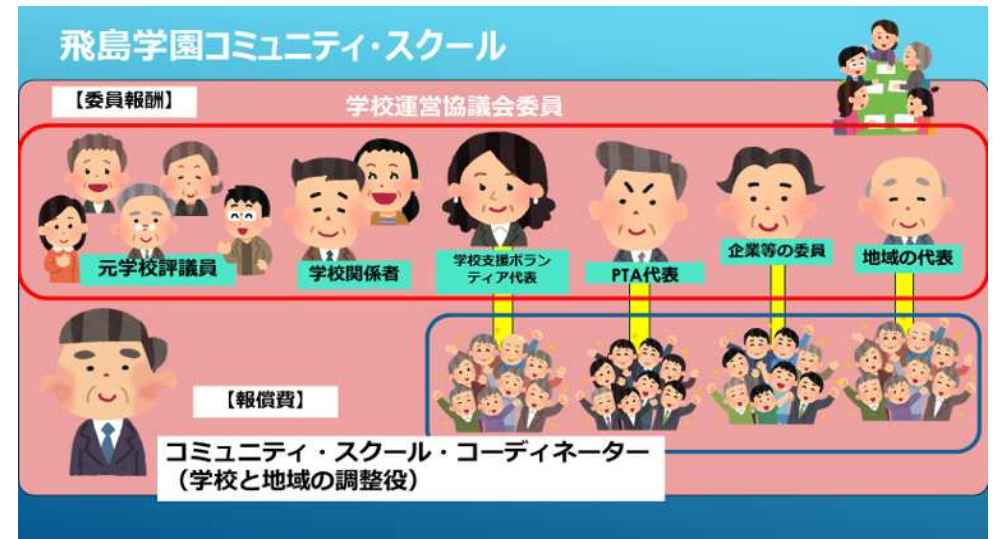 飛島学園コミュニティ・スクール
【委員報酬】
学校運営協議会委員
元学校評議員
学校関係者
学校支援ボラン
ティア代表
PTA代表
企業等の委員
地域の代表
【報償費】
コミュニティ・スクール・コーディネーター
（学校と地域の調整役）